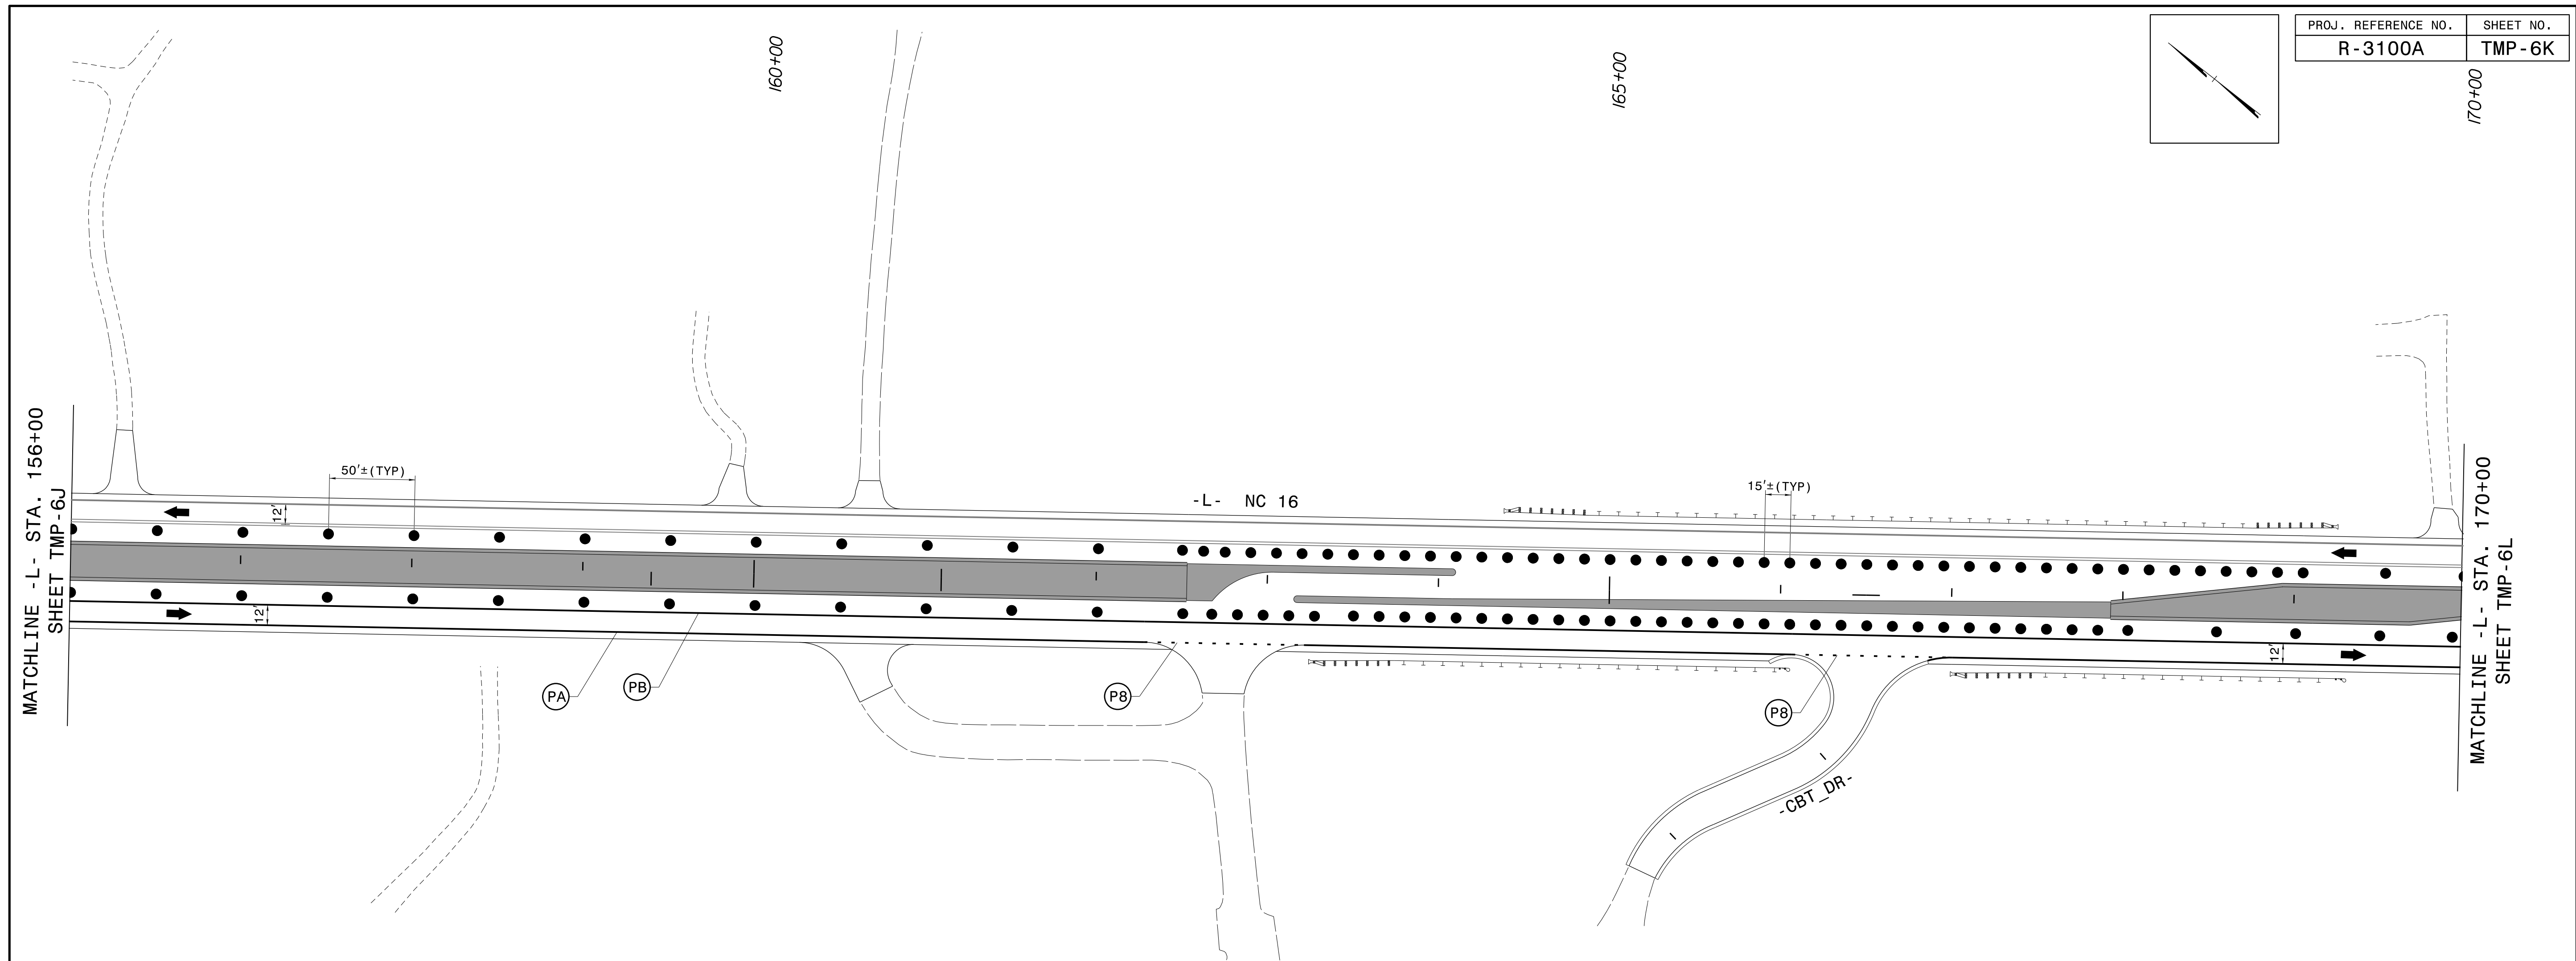 PROJ. REFERENCE NO. SHEET NO.
R-3100A TMP-6K
160+00
165+00
170+00
MATCHLINE -L- STA. 156+00
SHEET TMP-6J
50'±(TYP)
12'
12'
-L- NC 16
15'±(TYP)
12'
MATCHLINE -L- STA. 170+00
SHEET TMP-6L
PA
PB
P8
P8
-CBT_DR-